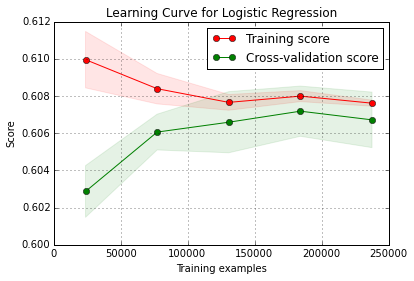 Learning Curve for Logistic Regression
0.612
0.610
0.608
0.606
0.604
0.602
0.600
Score
Training score
Cross-validation score
0
50000
100000
150000
200000
250000
Training examples